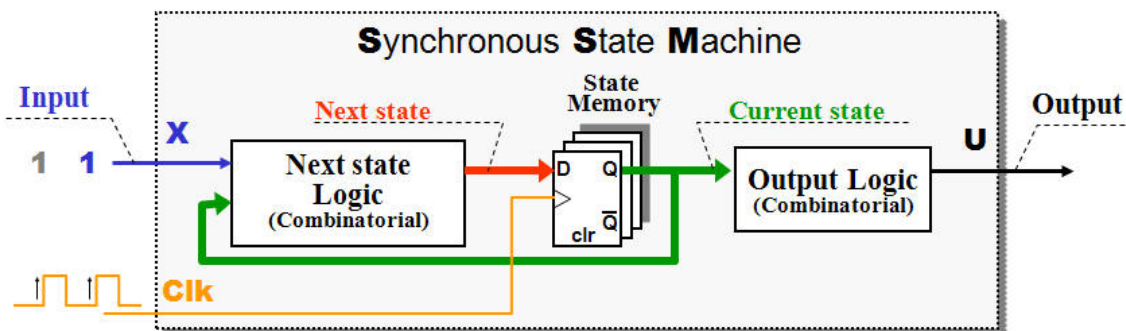 Synchronous State Machine
State
Memory
Input
Next state
Current state
Output
X
U
1 1
Next state
Logic
(Combinatorial)
D Q
Output Logic
(Combinatorial)
QI
clr
Clk